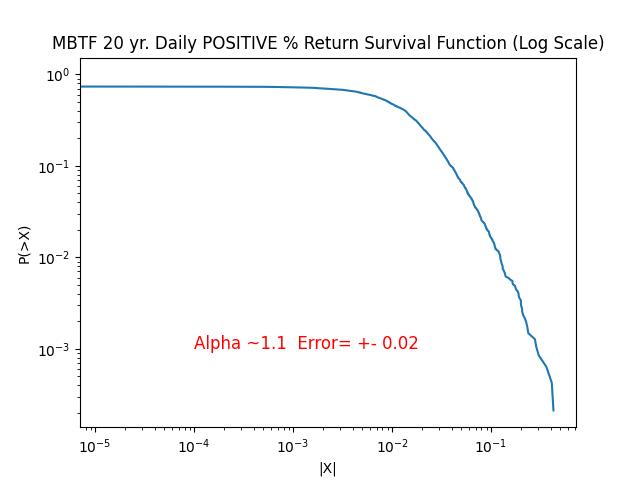 MBTF 20 yr. Daily POSITIVE % Return Survival Function (Log Scale)
10⁰
10⁻¹
10⁻²
10⁻³
P(>X)
Alpha ~1.1  Error= +- 0.02
10⁻⁵ 10⁻⁴ 10⁻³ 10⁻² 10⁻¹
|X|